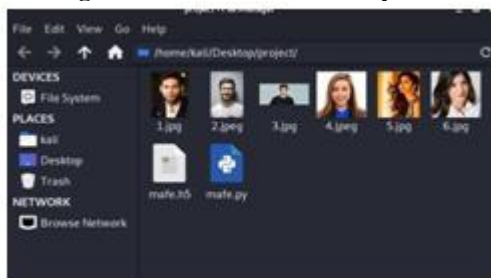 File Edit View Go Help
/home/kali/Desktop/project/
DEVICES
File System
PLACES
kali
Desktop
Trash
NETWORK
Browse Network
1.jpg 2.jpeg 3.jpg 4.jpeg 5.jpg 6.jpg
mafe.h5 mafe.py